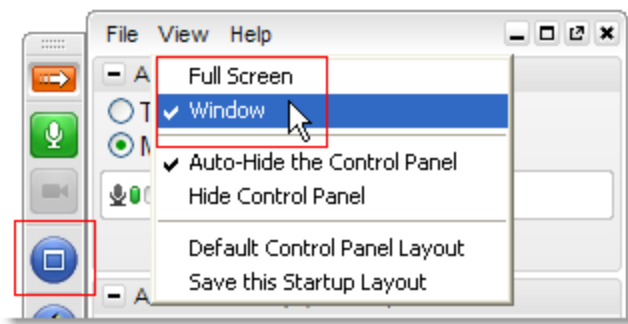 File View Help
A
Full Screen
T
Window
M
Auto-Hide the Control Panel
Hide Control Panel
Default Control Panel Layout
Save this Startup Layout
A